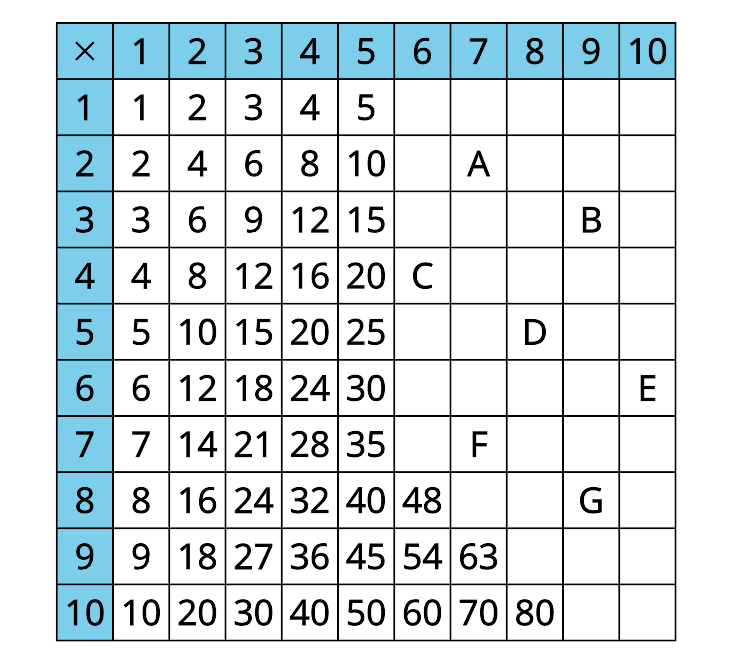 × 1 2 3 4 5 6 7 8 9 10
1 1 2 3 4 5
2 2 4 6 8 10 A
3 3 6 9 12 15 B
4 4 8 12 16 20 C
5 5 10 15 20 25 D
6 6 12 18 24 30 E
7 7 14 21 28 35 F
8 8 16 24 32 40 48 G
9 9 18 27 36 45 54 63
10 10 20 30 40 50 60 70 80